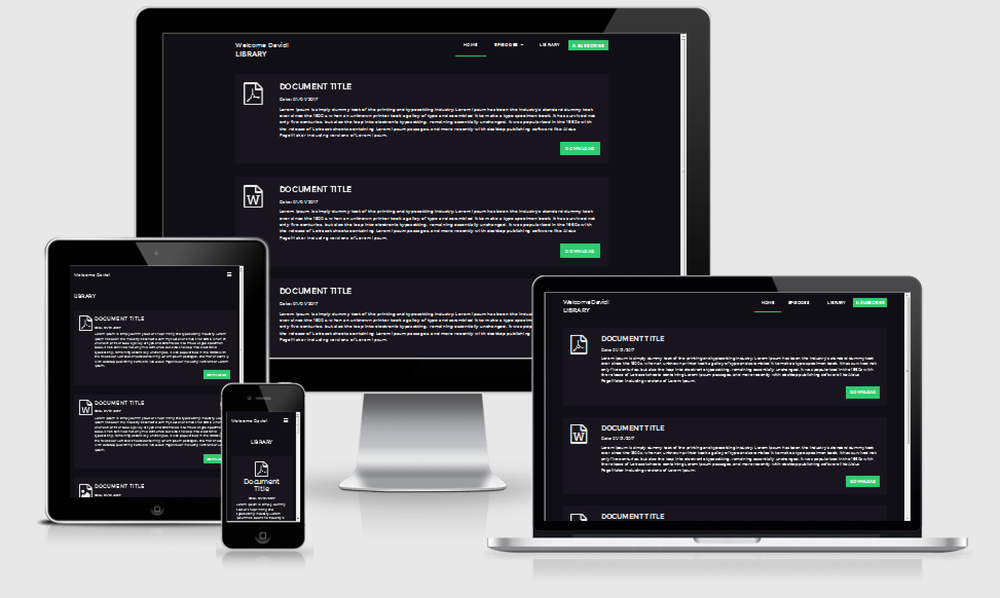 Welcome David!
LIBRARY
HOME
EPISODES
LIBRARY
SUBSCRIBE
DOCUMENT TITLE
Date: 01/01/2017
Lorem Ipsum is simply dummy text of the printing and typesetting industry. Lorem Ipsum has been the industry's standard dummy text
ever since the 1500s, when an unknown printer took a galley of type and scrambled it to make a type specimen book. It has survived not
only five centuries, but also the leap into electronic typesetting, remaining essentially unchanged. It was popularised in the 1960s with
the release of Letraset sheets containing Lorem Ipsum passages, and more recently with desktop publishing software like Aldus
PageMaker including versions of Lorem Ipsum.
DOWNLOAD
W
DOCUMENT TITLE
Date: 01/01/2017
Lorem Ipsum is simply dummy text of the printing and typesetting industry. Lorem Ipsum has been the industry's standard dummy text
ever since the 1500s, when an unknown printer took a galley of type and scrambled it to make a type specimen book. It has survived not
only five centuries, but also the leap into electronic typesetting, remaining essentially unchanged. It was popularised in the 1960s with
the release of Letraset sheets containing Lorem Ipsum passages, and more recently with desktop publishing software like Aldus
PageMaker including versions of Lorem Ipsum.
DOWNLOAD
DOCUMENT TITLE
Date: 01/01/2017
Lorem Ipsum is simply dummy text of the printing and typesetting industry. Lorem Ipsum has been the indu
ever since the 1500s, when an unknown printer took a galley of type and scrambled it to make a type spec
only five centuries, but also the leap into electronic typesetting, remaining essentially unchanged. It was pop
the release of Letraset sheets containing Lorem Ipsum passages, and more recently with desktop publishing
PageMaker including versions of Lorem Ipsum.
Welcome David!
LIBRARY
DOCUMENT TITLE
DOWNLOAD
W
DOCUMENT TITLE
DOCUMENT TITLE
Welcome David!
LIBRARY
Document
Title
Lorem Ipsum is simply dummy
text of the printing and
typesetting industry. Lorem
Welcome David!
LIBRARY
HOME
EPISODES
LIBRARY
SUBSCRIBE
DOCUMENT TITLE
Date: 01/01/2017
Lorem Ipsum is simply dummy text of the printing and typesetting industry. Lorem Ipsum has been the industry's standard dummy text
ever since the 1500s, when an unknown printer took a galley of type and scrambled it to make a type specimen book. It has survived not
only five centuries, but also the leap into electronic typesetting, remaining essentially unchanged. It was popularised in the 1960s with
the release of Letraset sheets containing Lorem Ipsum passages, and more recently with desktop publishing software like Aldus
PageMaker including versions of Lorem Ipsum.
DOWNLOAD
W
DOCUMENT TITLE
Date: 01/01/2017
Lorem Ipsum is simply dummy text of the printing and typesetting industry. Lorem Ipsum has been the industry's standard dummy text
ever since the 1500s, when an unknown printer took a galley of type and scrambled it to make a type specimen book. It has survived not
only five centuries, but also the leap into electronic typesetting, remaining essentially unchanged. It was popularised in the 1960s with
the release of Letraset sheets containing Lorem Ipsum passages, and more recently with desktop publishing software like Aldus
PageMaker including versions of Lorem Ipsum.
DOWNLOAD
DOCUMENT TITLE